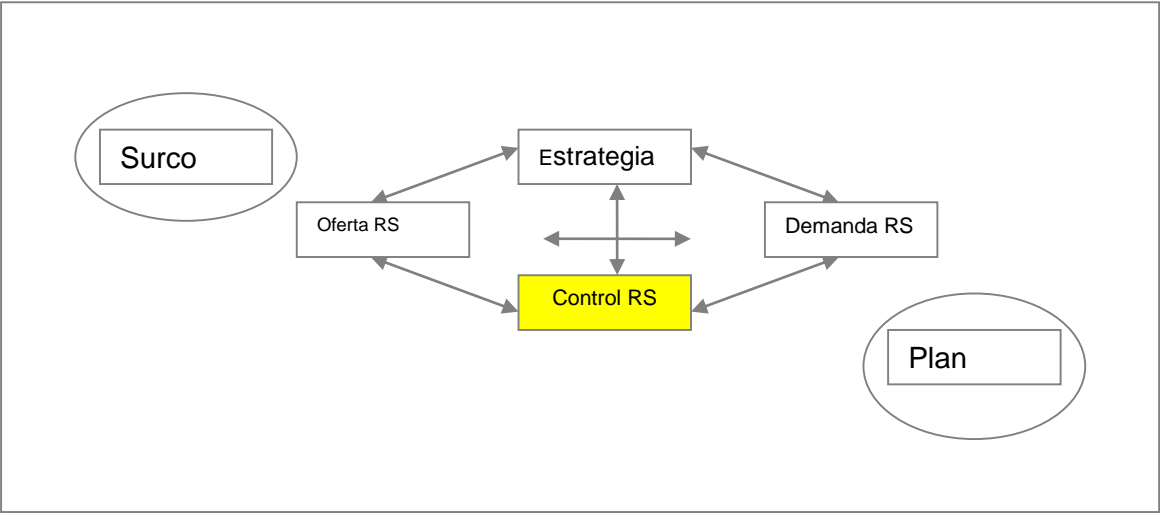 Surco
Estrategia
Oferta RS
Demanda RS
Control RS
Plan